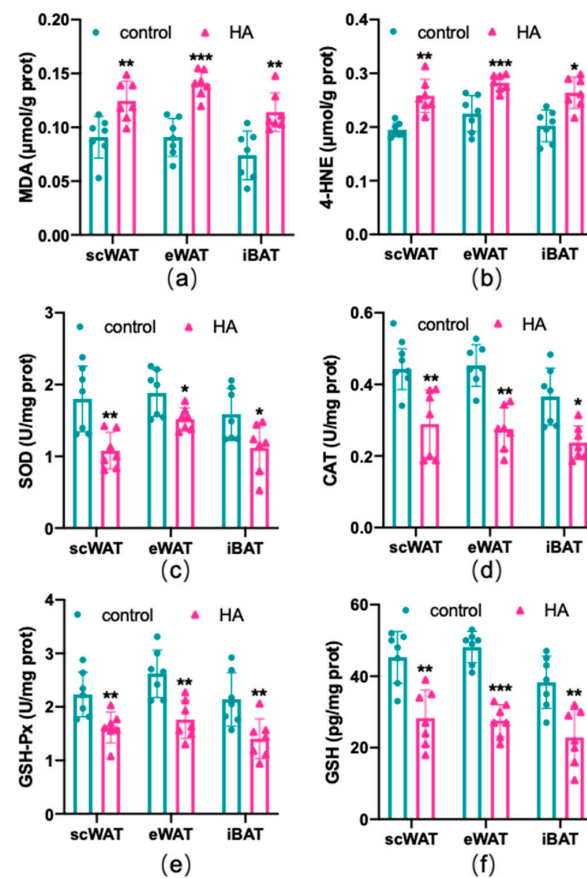 control HA
MDA (μmol/g prot)
0.20
0.15
0.10
0.05
0.00
** *** **
scWAT eWAT iBAT
(a)
control HA
4-HNE (μmol/g prot)
0.4
0.3
0.2
0.1
0.0
** *** *
scWAT eWAT iBAT
(b)
control HA
SOD (U/mg prot)
3
2
1
0
** * *
scWAT eWAT iBAT
(c)
control HA
CAT (U/mg prot)
0.6
0.4
0.2
0.0
** ** *
scWAT eWAT iBAT
(d)
control HA
GSH-Px (U/mg prot)
4
3
2
1
0
** ** **
scWAT eWAT iBAT
(e)
control HA
GSH (pg/mg prot)
60
40
20
0
** *** **
scWAT eWAT iBAT
(f)